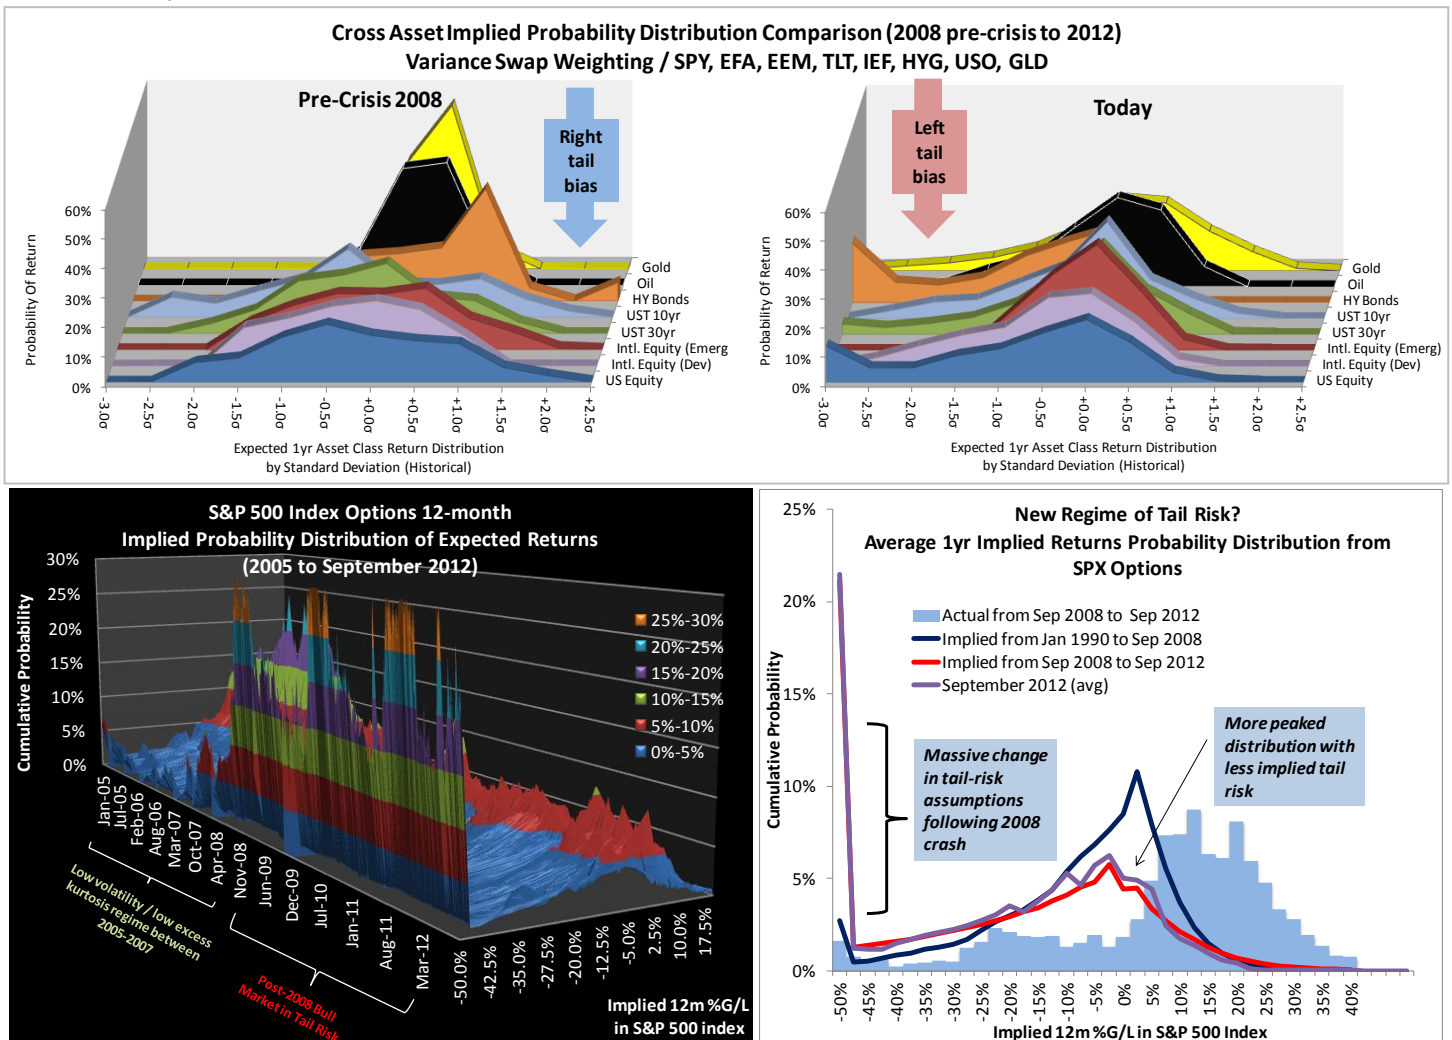 Cross Asset Implied Probability Distribution Comparison (2008 pre-crisis to 2012)
Variance Swap Weighting / SPY, EFA, EEM, TLT, IEF, HYG, USO, GLD
Pre-Crisis 2008
Right
tail
bias
Probability Of Return
60%
50%
40%
30%
20%
10%
0%
Gold
Oil
HY Bonds
UST 10yr
UST 30yr
Intl. Equity (Emerg
Intl. Equity (Dev)
US Equity
-3.0σ
-2.5σ
-2.0σ
-1.5σ
-1.0σ
-0.5σ
+0.0σ
+0.5σ
+1.0σ
+1.5σ
+2.0σ
+2.5σ
Expected 1yr Asset Class Return Distribution
by Standard Deviation (Historical)
Today
Left
tail
bias
Probability Of Return
60%
50%
40%
30%
20%
10%
0%
Gold
Oil
HY Bonds
UST 10yr
UST 30yr
Intl. Equity (Emerg)
Intl. Equity (Dev)
US Equity
-3.0σ
-2.5σ
-2.0σ
-1.5σ
-1.0σ
-0.5σ
+0.0σ
+0.5σ
+1.0σ
+1.5σ
+2.0σ
+2.5σ
Expected 1yr Asset Class Return Distribution
by Standard Deviation (Historical)
S&P 500 Index Options 12-month
Implied Probability Distribution of Expected Returns
(2005 to September 2012)
Cumulative Probability
30%
25%
20%
15%
10%
5%
0%
25%-30%
20%-25%
15%-20%
10%-15%
5%-10%
0%-5%
Jan-05
Jul-05
Feb-06
Aug-06
Mar-07
Oct-07
Apr-08
Nov-08
Jun-09
Dec-09
Jul-10
Jan-11
Aug-11
Mar-12
-50.0%
-42.5%
-35.0%
-27.5%
-20.0%
-12.5%
-5.0%
2.5%
10.0%
17.5%
Low volatility / low excess
kurtosis regime between
2005-2007
Post-2008 Bull
Market in Tail Risk
Implied 12m %G/L
in S&P 500 index
New Regime of Tail Risk?
Average 1yr Implied Returns Probability Distribution from
SPX Options
Cumulative Probability
25%
20%
15%
10%
5%
0%
Actual from Sep 2008 to Sep 2012
Implied from Jan 1990 to Sep 2008
Implied from Sep 2008 to Sep 2012
September 2012 (avg)
Massive change
in tail-risk
assumptions
following 2008
crash
More peaked
distribution with
less implied tail
risk
-50%
-45%
-40%
-35%
-30%
-25%
-20%
-15%
-10%
-5%
0%
5%
10%
15%
20%
25%
30%
35%
40%
Implied 12m %G/L in S&P 500 Index